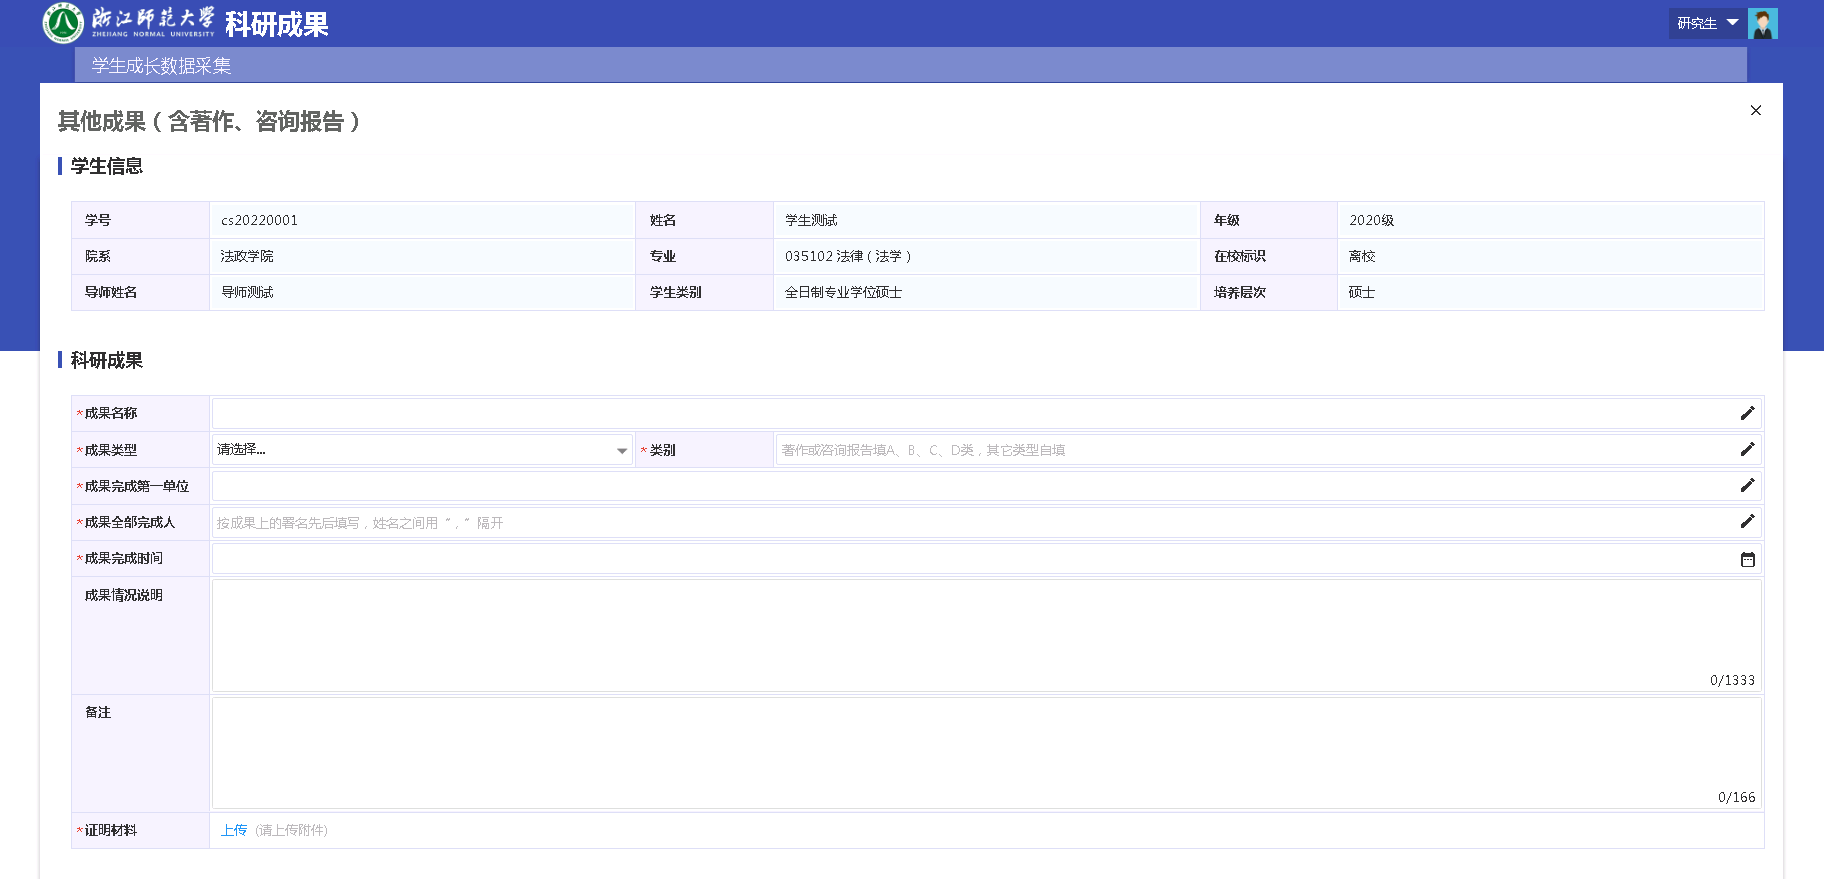 浙江师范大学 科研成果 研究生
ZHEJIANG NORMAL UNIVERSITY
学生成长数据采集
其他成果（含著作、咨询报告）
学生信息
学号 cs20220001 姓名 学生测试 年级 2020级
院系 法政学院 专业 035102 法律（法学） 在校标识 离校
导师姓名 导师测试 学生类别 全日制专业学位硕士 培养层次 硕士
科研成果
*成果名称
*成果类型 请选择... *类别 著作或咨询报告填A、B、C、D类，其它类型自填
*成果完成第一单位
*成果全部完成人 按成果上的署名先后填写，姓名之间用“，”隔开
*成果完成时间
成果情况说明
0/1333
备注
0/166
*证明材料 上传 (请上传附件)